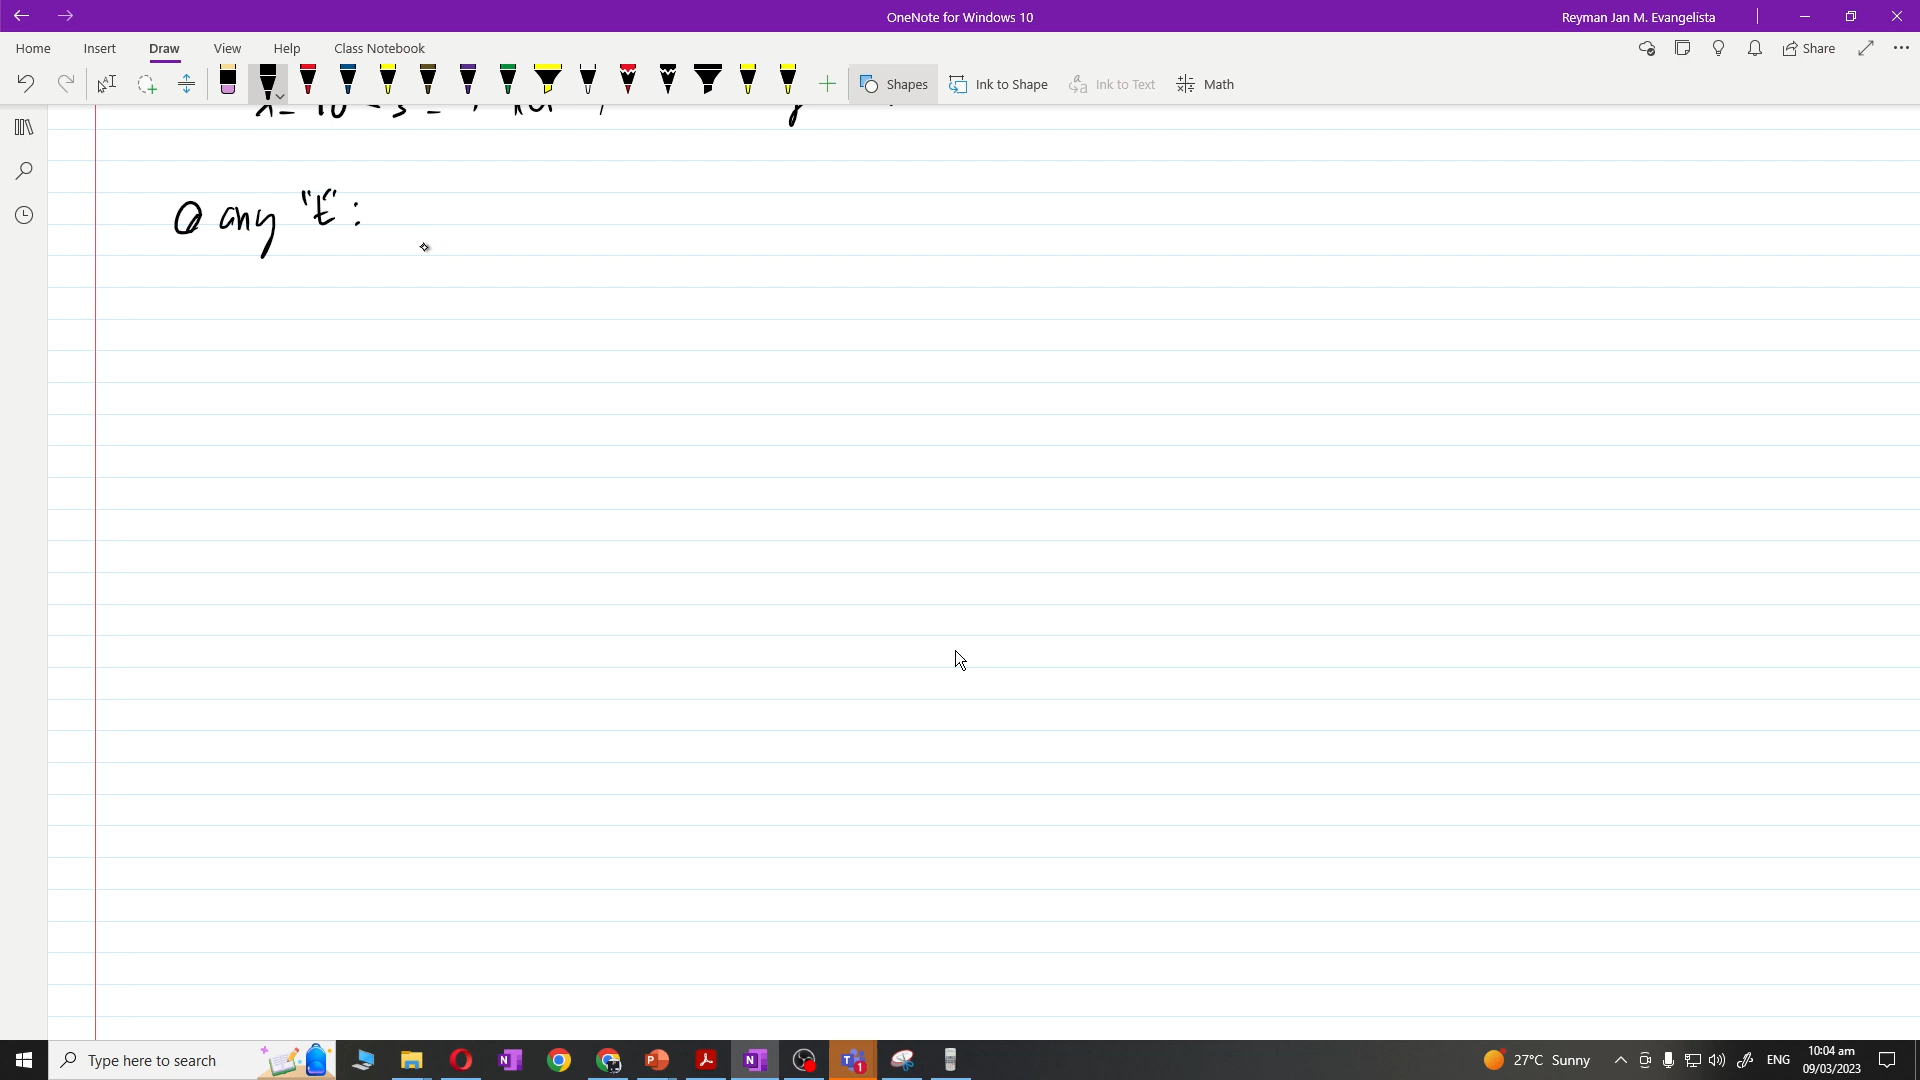 OneNote for Windows 10
Reyman Jan M. Evangelista
Home Insert Draw View Help Class Notebook
Share
Shapes Ink to Shape Ink to Text Math
@ any "t":
Type here to search
1
27°C Sunny
ENG
10:04 am
09/03/2023